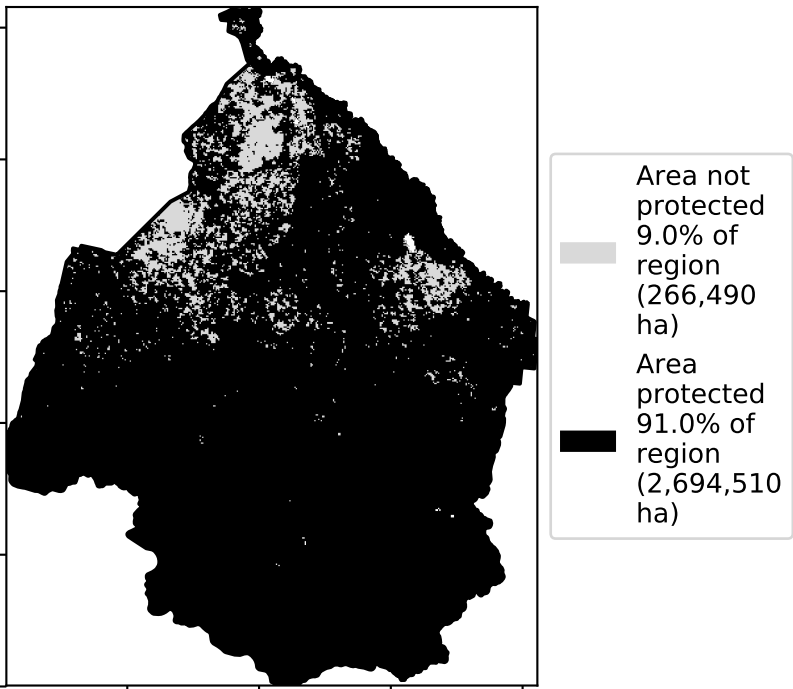 Area not
protected
9.0% of
region
(266,490
ha)
Area
protected
91.0% of
region
(2,694,510
ha)